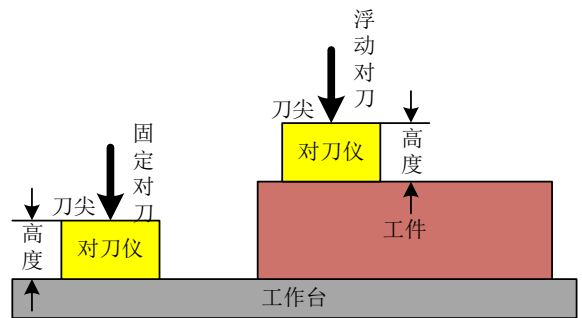 浮动对刀
刀尖
对刀仪
高度
固定对刀
刀尖
对刀仪
高度
工件
工作台